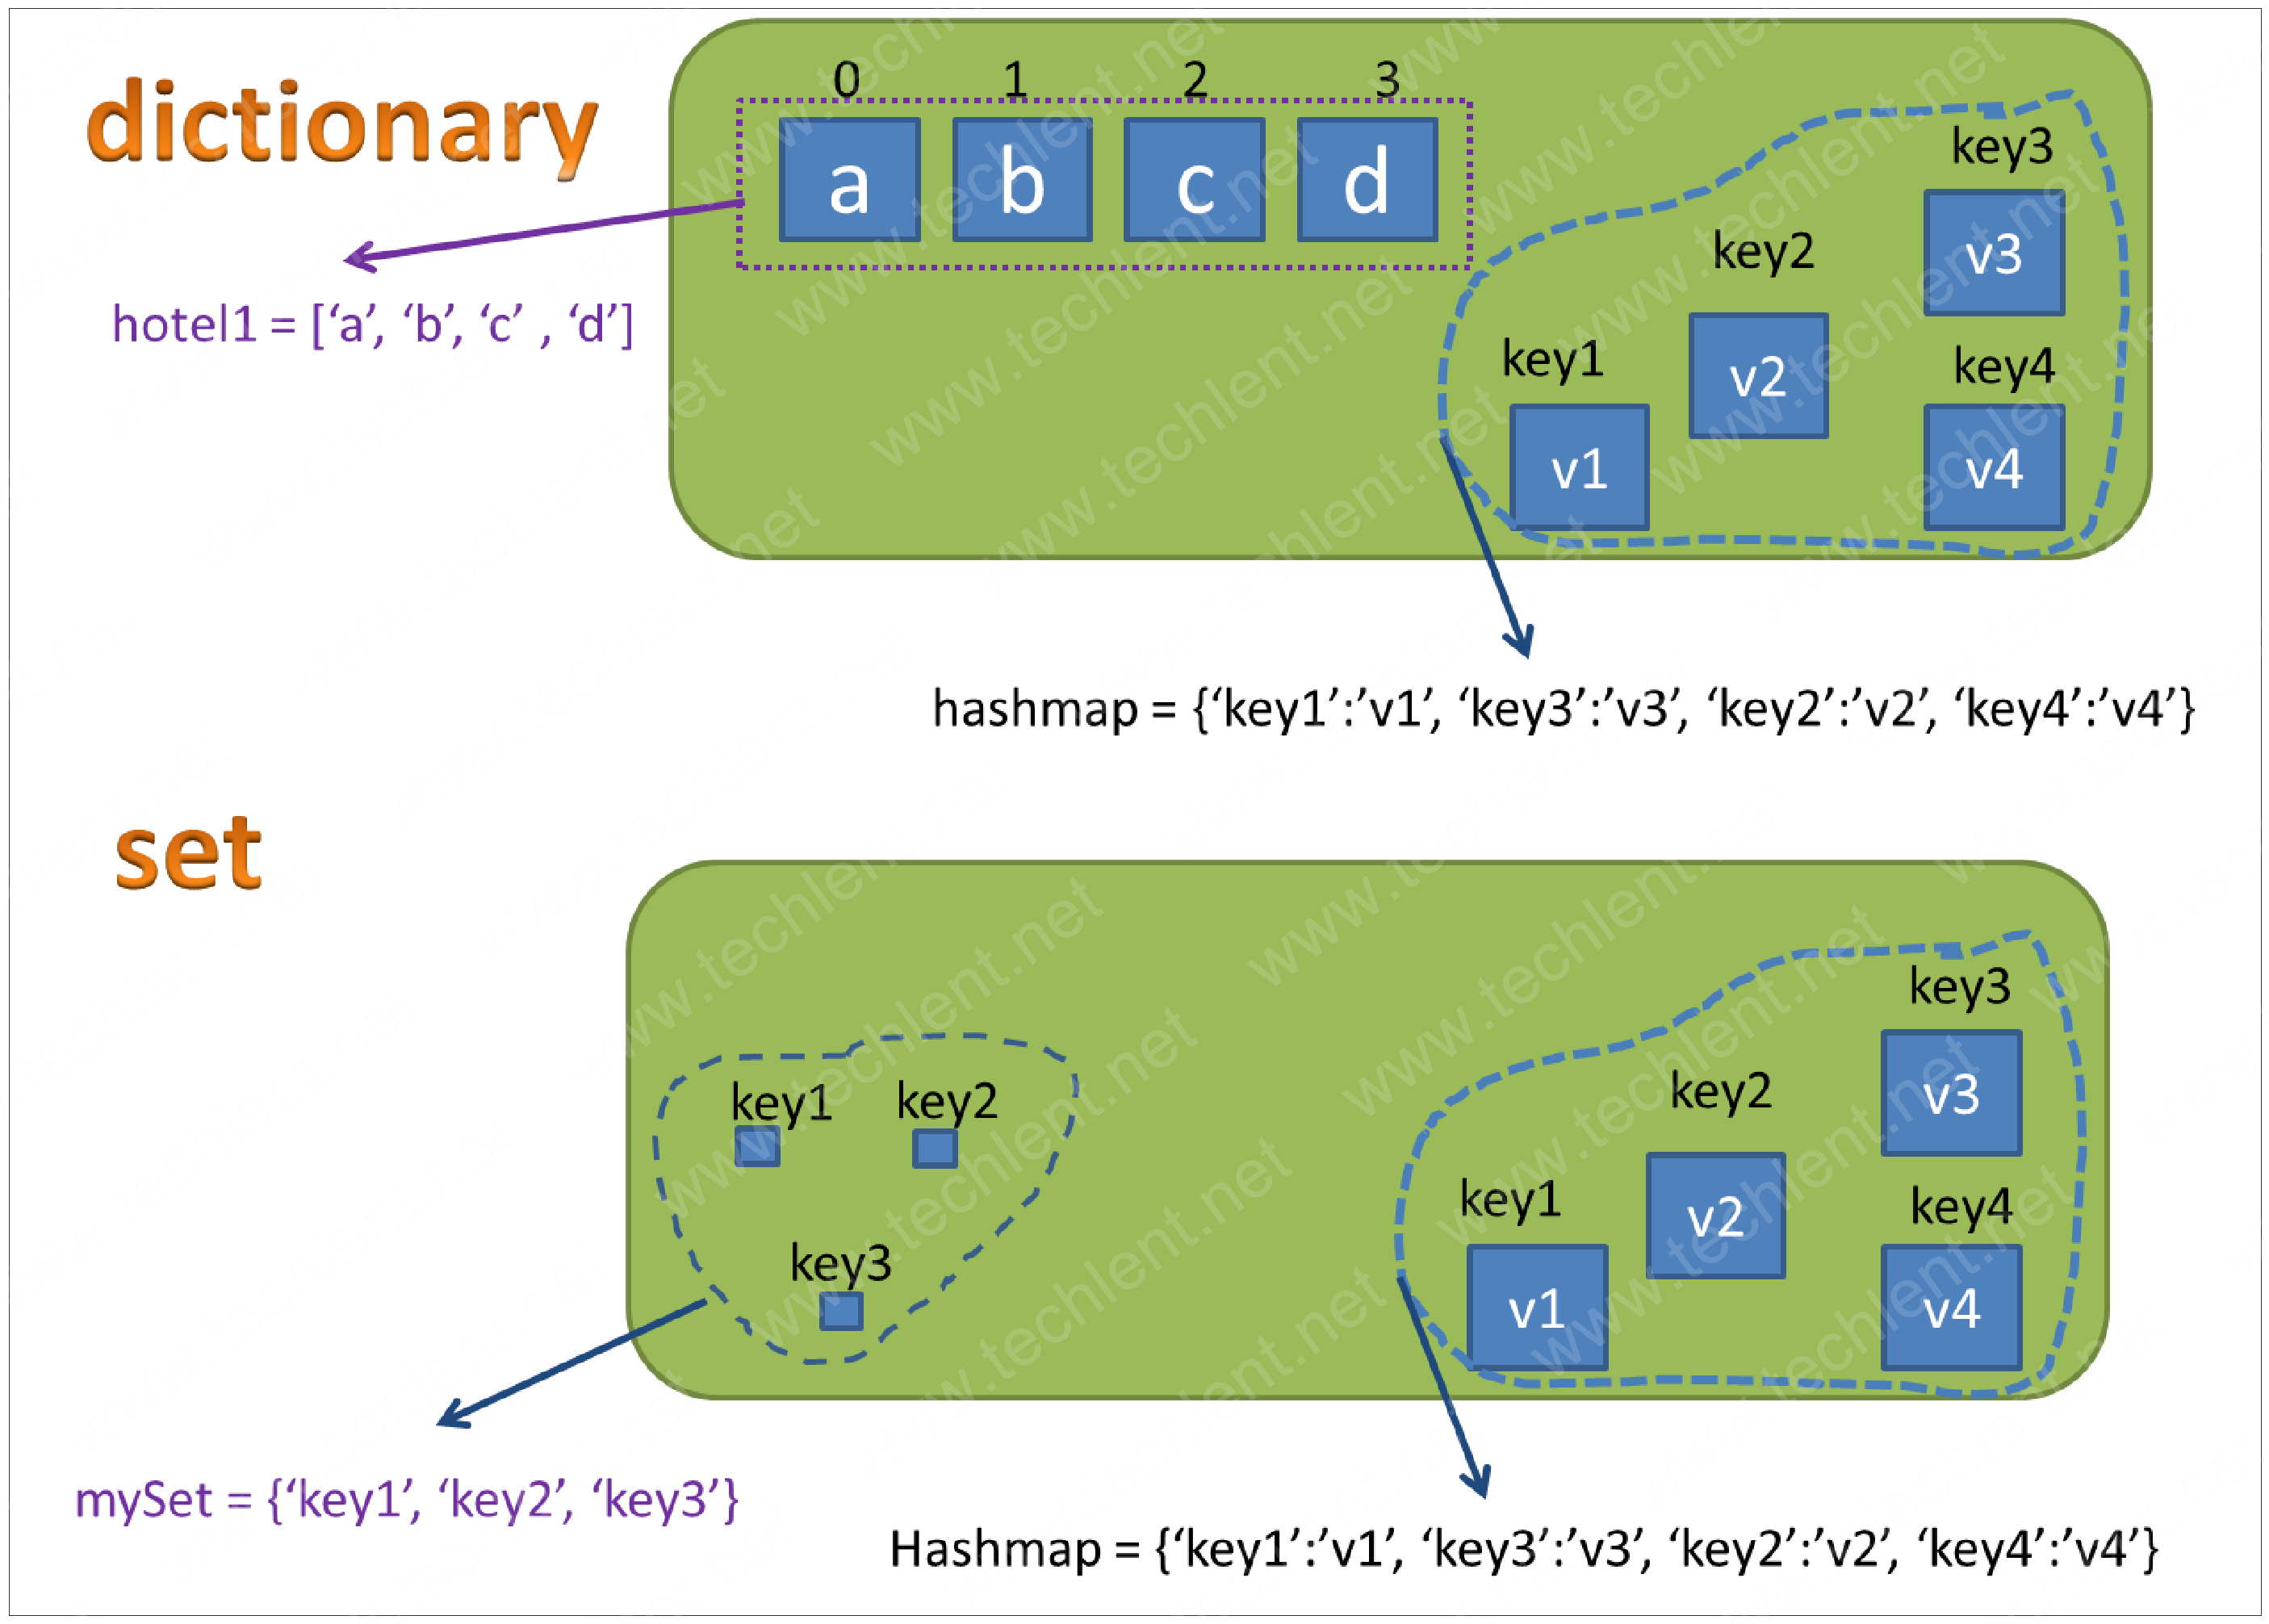 dictionary
0 1 2 3
a b c d
hotel1 = [‘a’, ‘b’, ‘c’ , ‘d’]
key3
v3
key2
v2
key1
v1
key4
v4
hashmap = {‘key1’:’v1’, ‘key3’:’v3’, ‘key2’:’v2’, ‘key4’:’v4’}
set
key1 key2
key3
key3
v3
key2
v2
key1
v1
key4
v4
mySet = {‘key1’, ‘key2’, ‘key3’}
Hashmap = {‘key1’:’v1’, ‘key3’:’v3’, ‘key2’:’v2’, ‘key4’:’v4’}
www.techlent.net